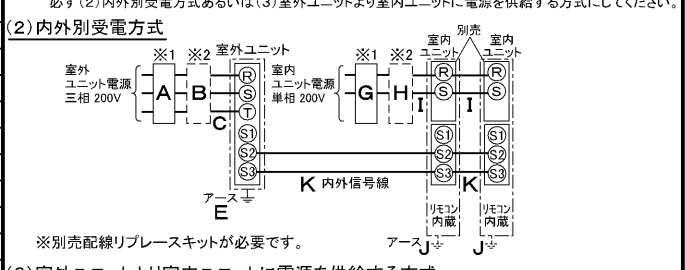 必ず(2)内外別受電方式あるいは(3)室外ユニットより室内ユニットに電源を供給する方式にしてください。
(2)内外別受電方式
別売
※1 ※2 室外ユニット
※1 ※2 室内ユニット 室内ユニット
室外
ユニット電源
三相 200V
A B C
R
S
T
S1
S2
S3
アース
E
室内
ユニット電源
単相 200V
G H I I
R R
S S
S1 S1
S2 S2
S3 S3
K 内外信号線 K
リモコン内蔵 リモコン内蔵
アース J J
※別売配線リプレースキットが必要です。
(3)室外ユニットより室内ユニットに電源を供給する方式